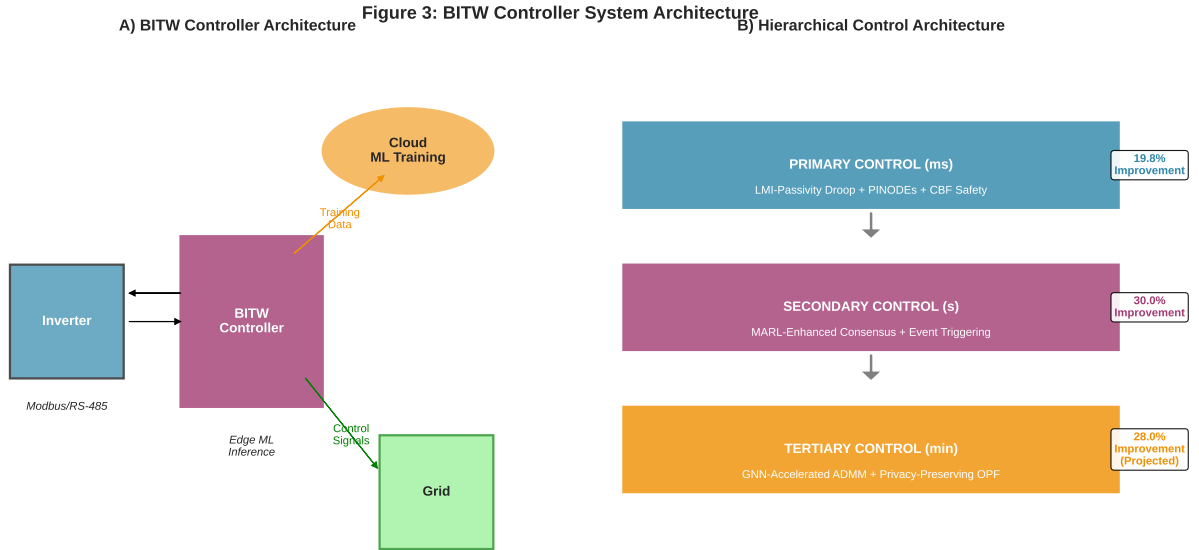 Figure 3: BITW Controller System Architecture
A) BITW Controller Architecture
Cloud
ML Training
Training
Data
Inverter
BITW
Controller
Modbus/RS-485
Edge ML
Inference
Control
Signals
Grid
B) Hierarchical Control Architecture
PRIMARY CONTROL (ms)
LMI-Passivity Droop + PINODEs + CBF Safety
19.8%
Improvement
SECONDARY CONTROL (s)
MARL-Enhanced Consensus + Event Triggering
30.0%
Improvement
TERTIARY CONTROL (min)
GNN-Accelerated ADMM + Privacy-Preserving OPF
28.0%
Improvement
(Projected)